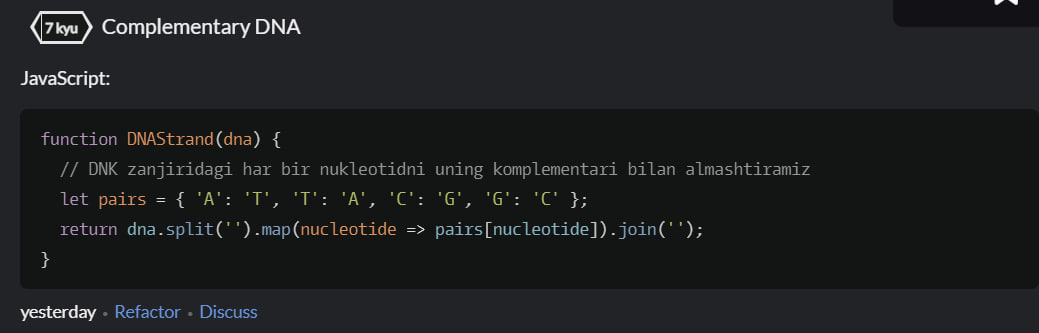 7 kyu Complementary DNA
JavaScript:
function DNAStrand(dna) {
  // DNK zanjiridagi har bir nukleotidni uning komplementari bilan almashtiramiz
  let pairs = { 'A': 'T', 'T': 'A', 'C': 'G', 'G': 'C' };
  return dna.split('').map(nucleotide => pairs[nucleotide]).join('');
}
yesterday • Refactor • Discuss